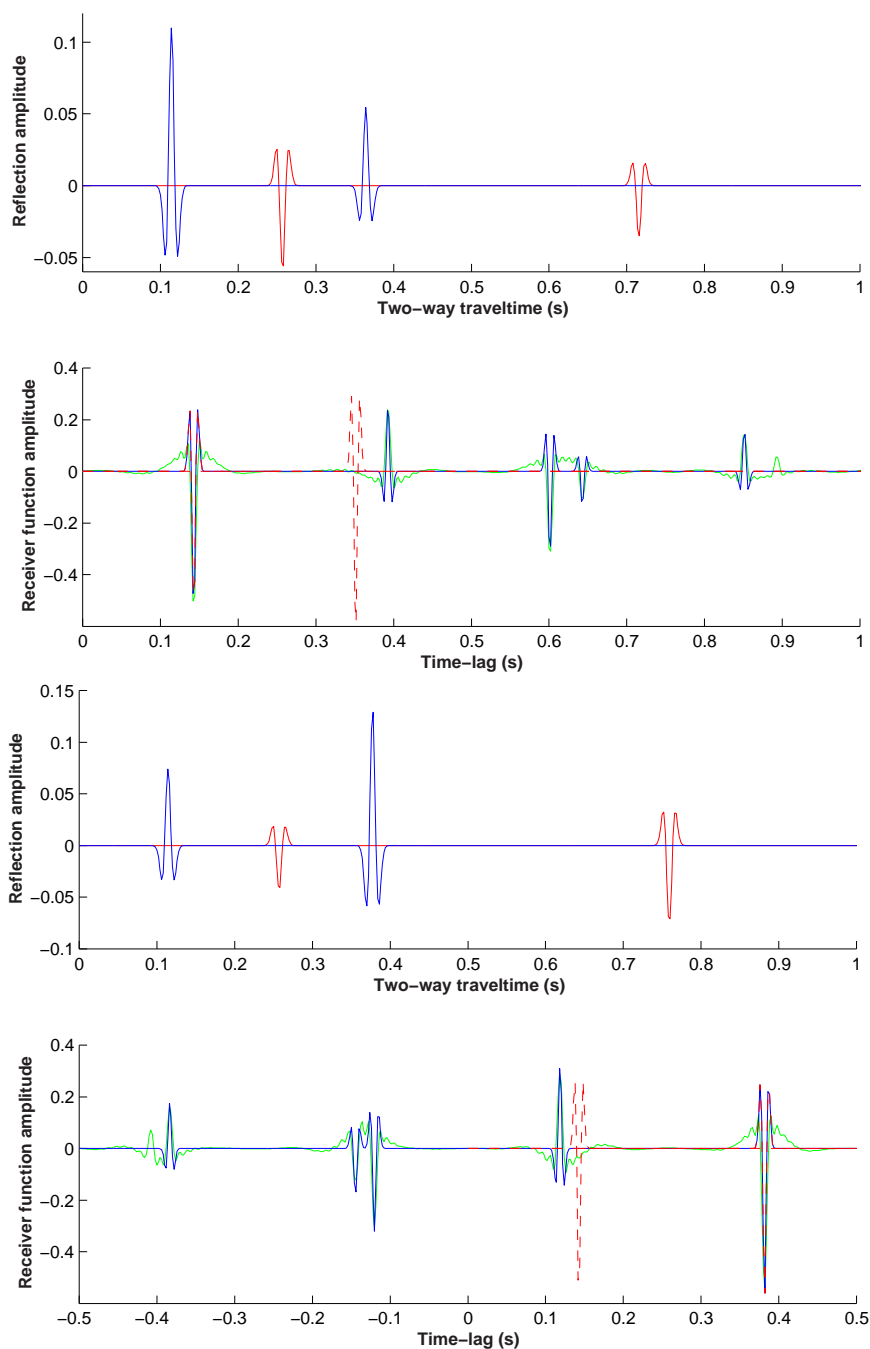 Reflection amplitude
0.1
0.05
0
−0.05
0 0.1 0.2 0.3 0.4 0.5 0.6 0.7 0.8 0.9 1
Two−way traveltime (s)
Receiver function amplitude
0.4
0.2
0
−0.2
−0.4
0 0.1 0.2 0.3 0.4 0.5 0.6 0.7 0.8 0.9 1
Time−lag (s)
Reflection amplitude
0.15
0.10
0.05
0
−0.05
−0.1
0 0.1 0.2 0.3 0.4 0.5 0.6 0.7 0.8 0.9 1
Two−way traveltime (s)
Receiver function amplitude
0.4
0.2
0
−0.2
−0.4
−0.5 −0.4 −0.3 −0.2 −0.1 0 0.1 0.2 0.3 0.4 0.5
Time−lag (s)